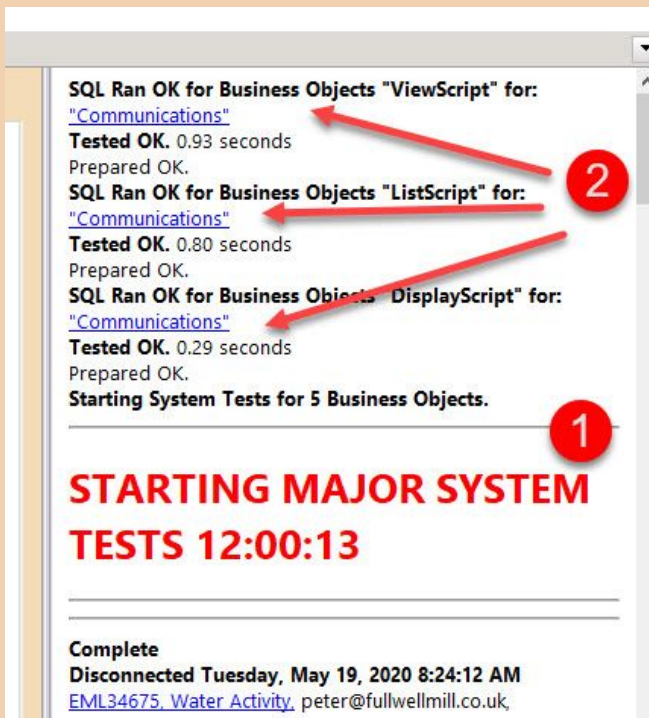 SQL Ran OK for Business Objects "ViewScript" for:
"Communications"
Tested OK. 0.93 seconds
Prepared OK.
SQL Ran OK for Business Objects "ListScript" for:
"Communications"
Tested OK. 0.80 seconds
Prepared OK.
SQL Ran OK for Business Objects "DisplayScript" for:
"Communications"
Tested OK. 0.29 seconds
Prepared OK.
Starting System Tests for 5 Business Objects.
2
1
STARTING MAJOR SYSTEM
TESTS 12:00:13
Complete
Disconnected Tuesday, May 19, 2020 8:24:12 AM
EML34675, Water Activity, peter@fullwellmill.co.uk,